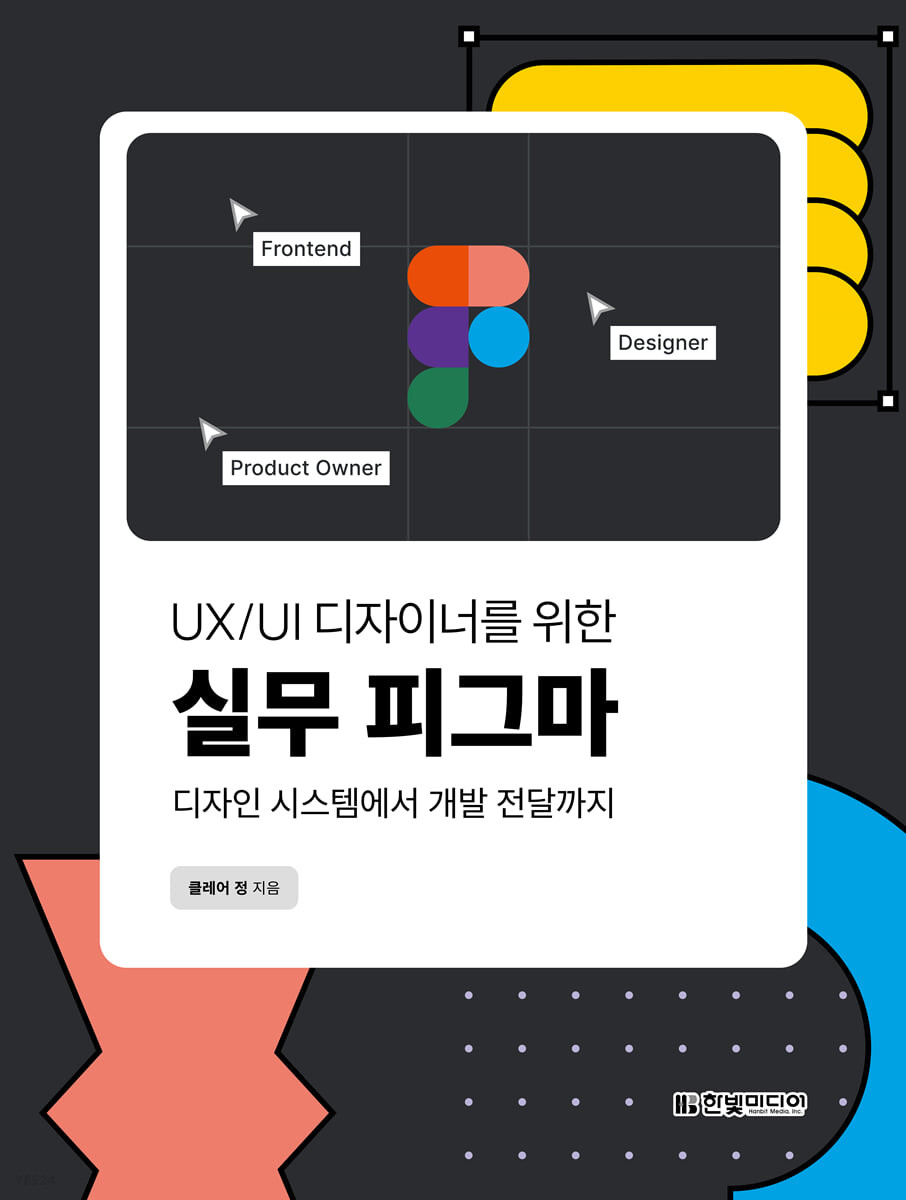 Frontend
Designer
Product Owner
UX/UI 디자이너를 위한
실무 피그마
디자인 시스템에서 개발 전달까지
클레어 정 지음
한빛미디어
Hanbit Media, Inc.